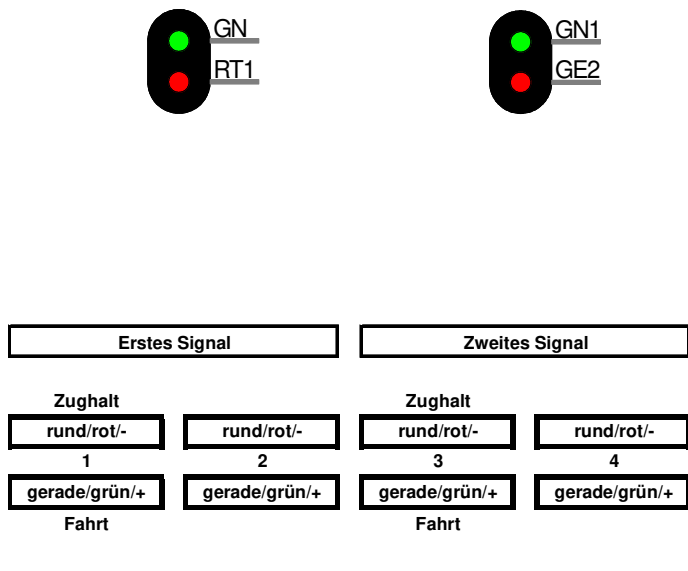 GN GN1
RT1 GE2
Erstes Signal Zweites Signal
Zughalt Zughalt
rund/rot/- rund/rot/- rund/rot/- rund/rot/-
1 2 3 4
gerade/grün/+ gerade/grün/+ gerade/grün/+ gerade/grün/+
Fahrt Fahrt